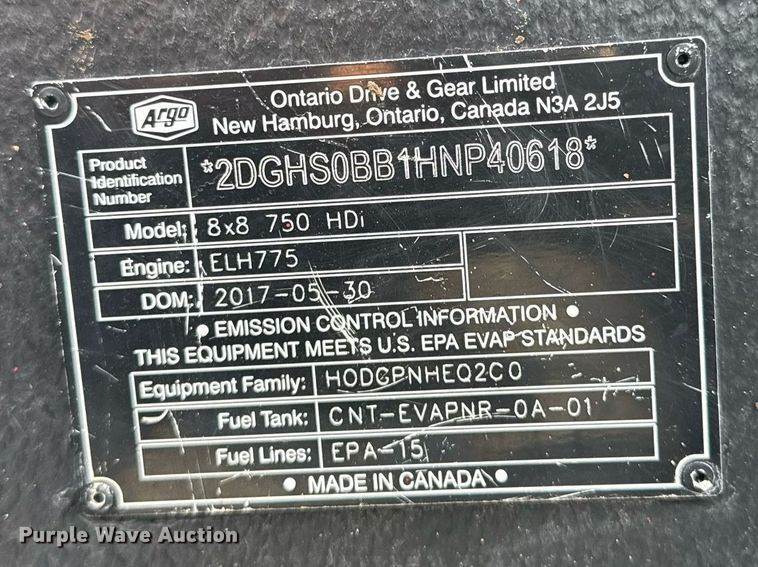 Argo
Ontario Drive & Gear Limited
New Hamburg, Ontario, Canada N3A 2J5
Product Identification Number *2DGHS0BB1HNP40618*
Model: 8x8 750 HDi
Engine: ELH775
DOM: 2017-05-30
• EMISSION CONTROL INFORMATION •
THIS EQUIPMENT MEETS U.S. EPA EVAP STANDARDS
Equipment Family: HODGPNHEQ2C0
Fuel Tank: CNT-EVAPNR-0A-01
Fuel Lines: EPA-15
• MADE IN CANADA •
Purple Wave Auction